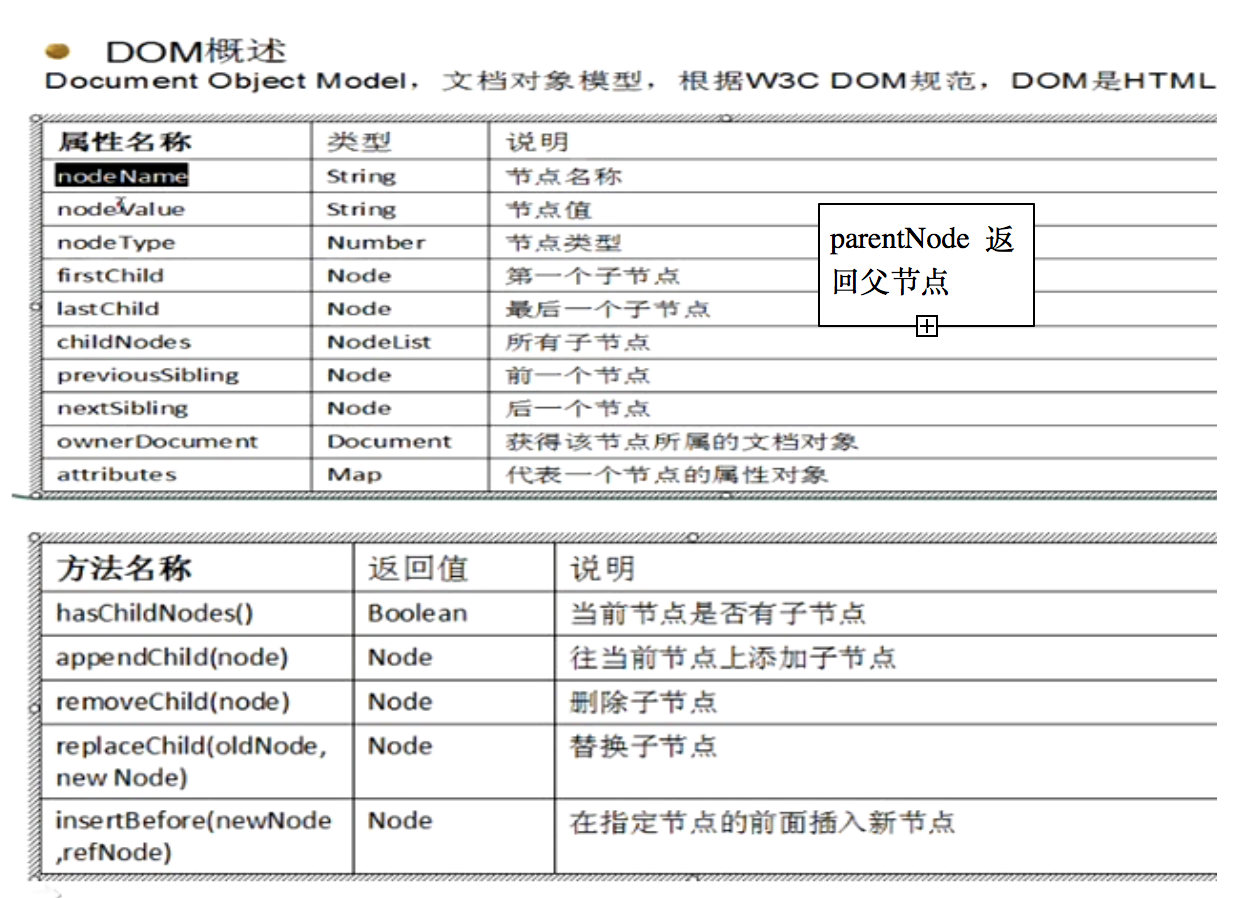 DOM概述
Document Object Model，文档对象模型，根据W3C DOM规范，DOM是HTML
属性名称 类型 说明
nodeName String 节点名称
nodeValue String 节点值
nodeType Number 节点类型
firstChild Node 第一个子节点
lastChild Node 最后一个子节点
childNodes NodeList 所有子节点
previousSibling Node 前一个节点
nextSibling Node 后一个节点
ownerDocument Document 获得该节点所属的文档对象
attributes Map 代表一个节点的属性对象
parentNode 返
回父节点
方法名称 返回值 说明
hasChildNodes() Boolean 当前节点是否有子节点
appendChild(node) Node 往当前节点上添加子节点
removeChild(node) Node 删除子节点
replaceChild(oldNode, Node 替换子节点
new Node)
insertBefore(newNode Node 在指定节点的前面插入新节点
,refNode)